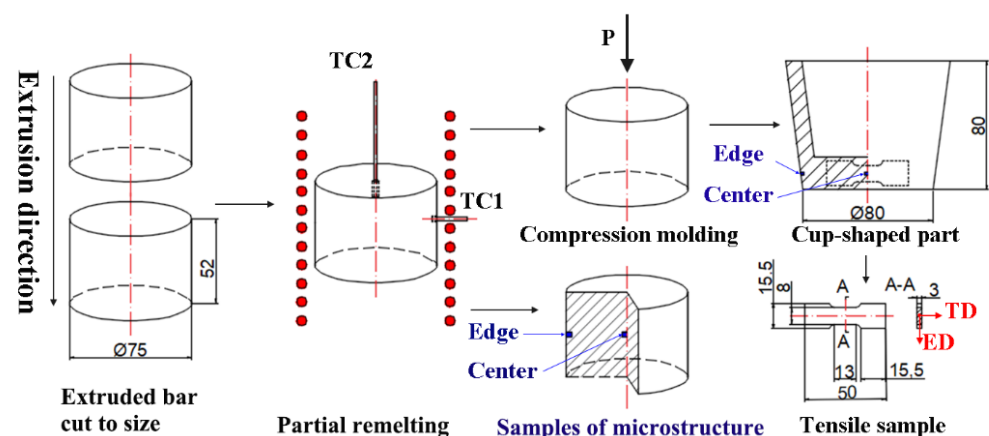 Extrusion direction
52
Ø75
Extruded bar
cut to size
TC2
TC1
Partial remelting
P
Compression molding
Edge
Center
Samples of microstructure
80
Edge
Center
Ø80
Cup-shaped part
15.5
8
A
A
A-A
3
TD
ED
13
15.5
50
Tensile sample